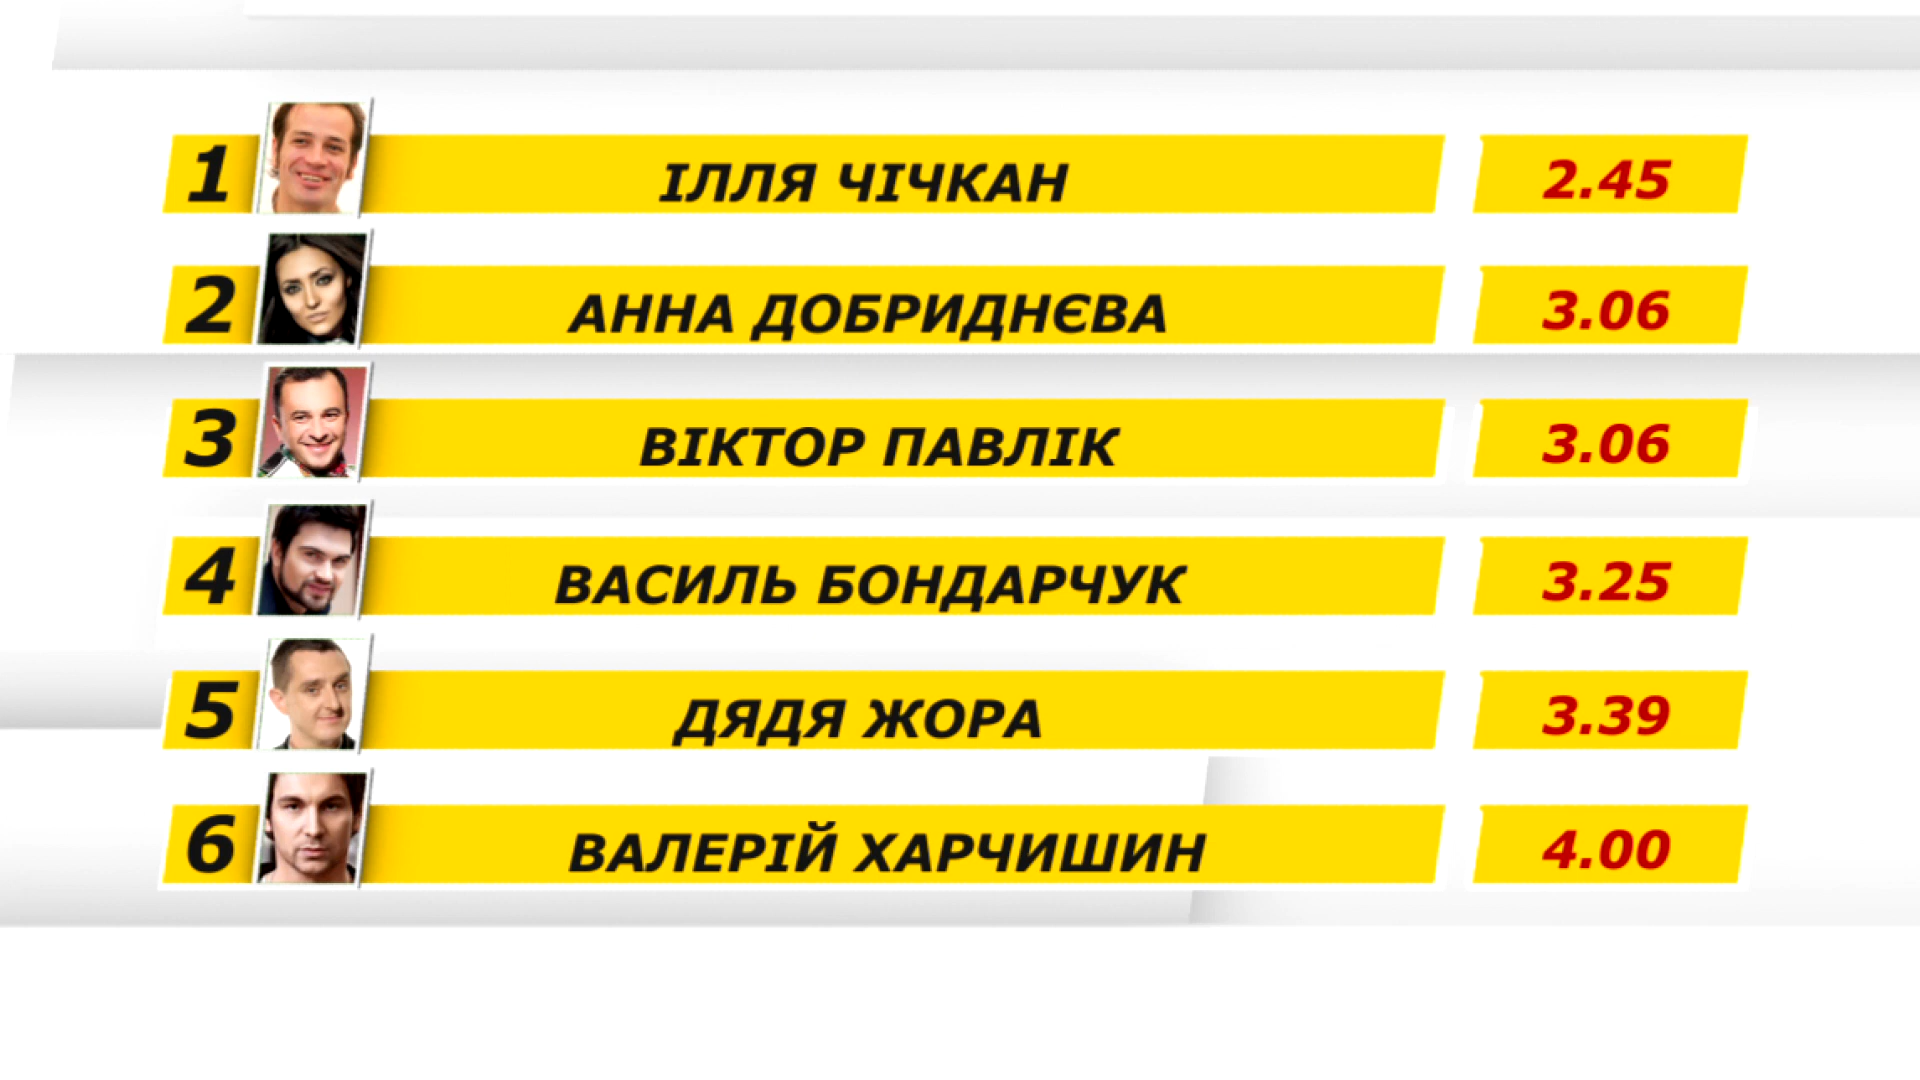 1 ІЛЛЯ ЧІЧКАН 2.45
2 АННА ДОБРИДНЄВА 3.06
3 ВІКТОР ПАВЛІК 3.06
4 ВАСИЛЬ БОНДАРЧУК 3.25
5 ДЯДЯ ЖОРА 3.39
6 ВАЛЕРІЙ ХАРЧИШИН 4.00